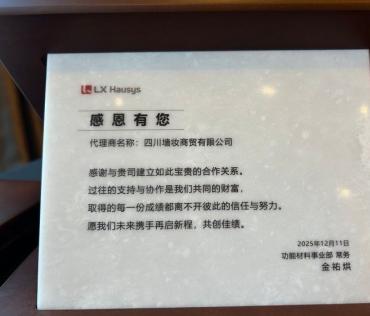 LX Hausys
感恩有您
代理商名称：四川墙妆商贸有限公司
感谢与贵司建立如此宝贵的合作关系。
过往的支持与协作是我们共同的财富，
取得的每一份成绩都离不开彼此的信任与努力。
愿我们未来携手再启新程，共创佳绩。
2025年12月11日
功能材料事业部 常务
金祐烘